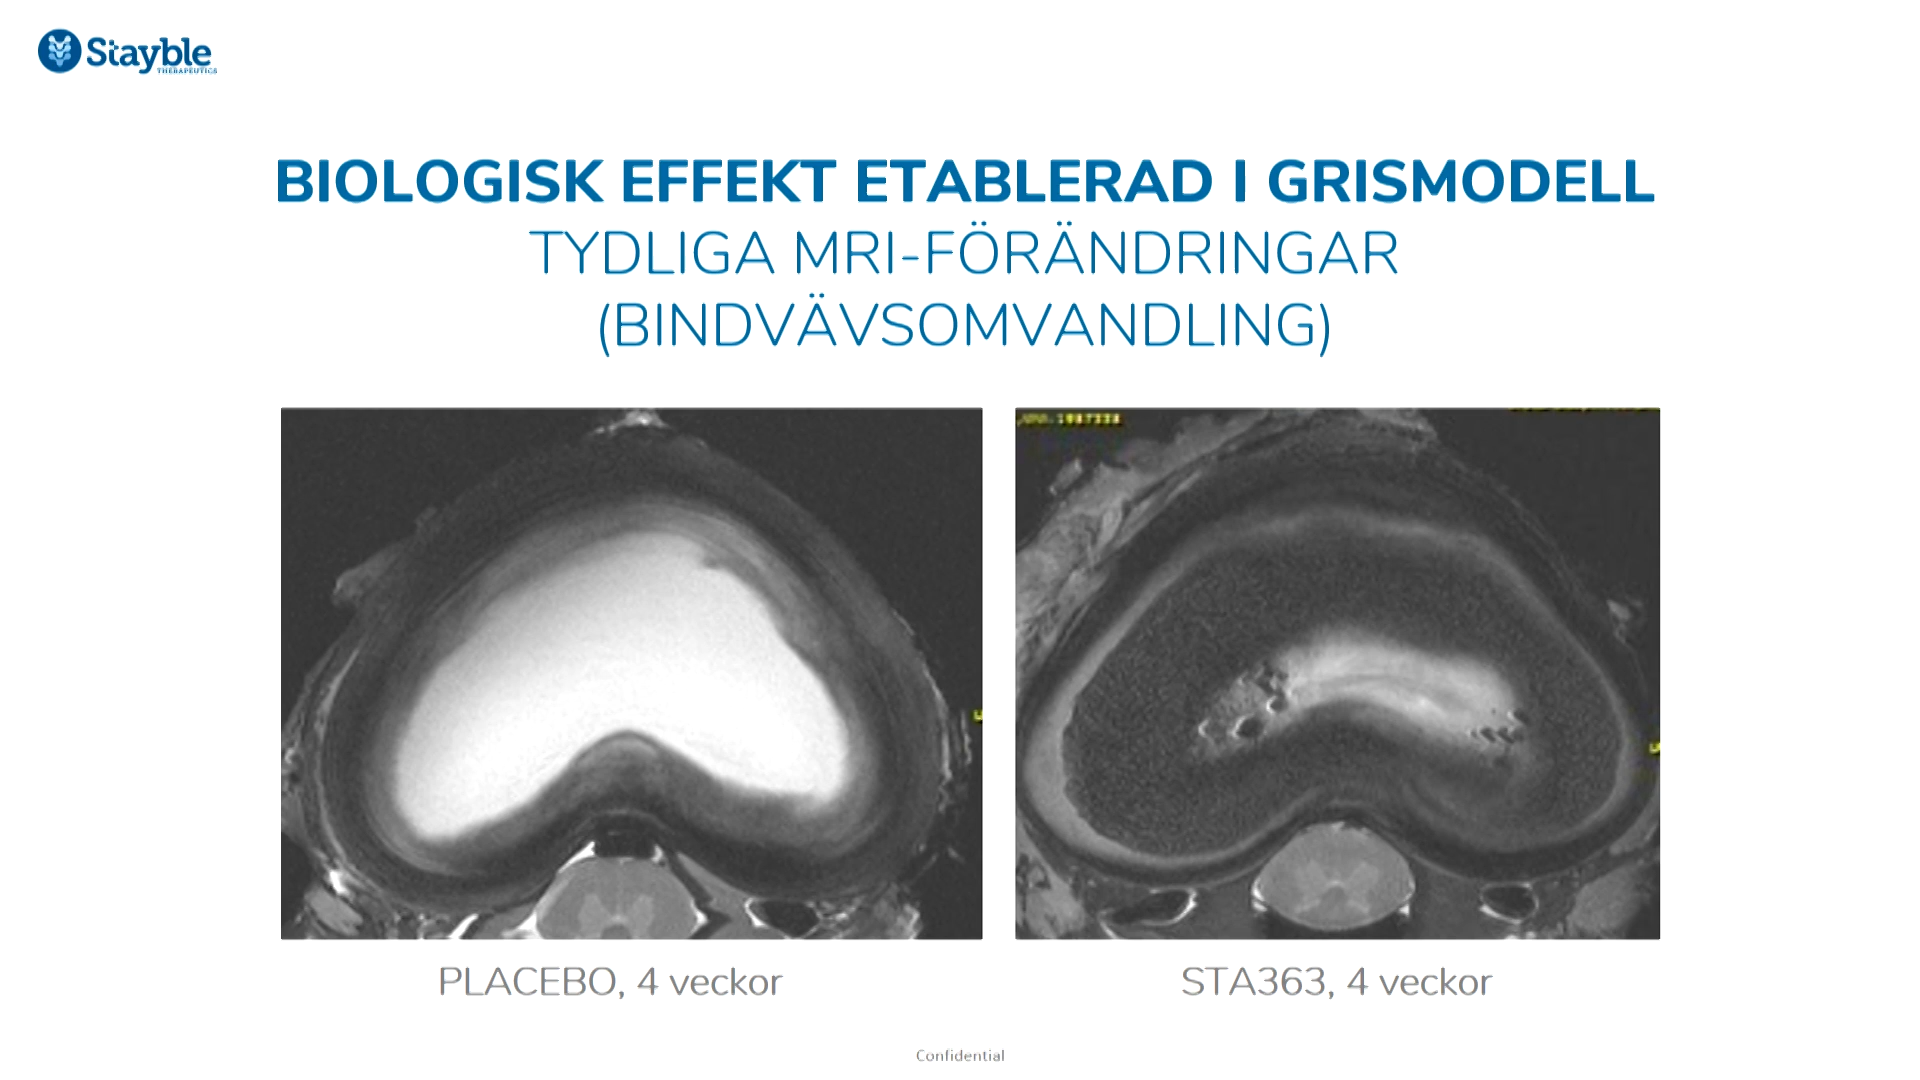 Stayble
THERAPEUTICS
BIOLOGISK EFFEKT ETABLERAD I GRISMODELL
TYDLIGA MRI-FÖRÄNDRINGAR
(BINDVÄVSOMVANDLING)
PLACEBO, 4 veckor
STA363, 4 veckor
Confidential